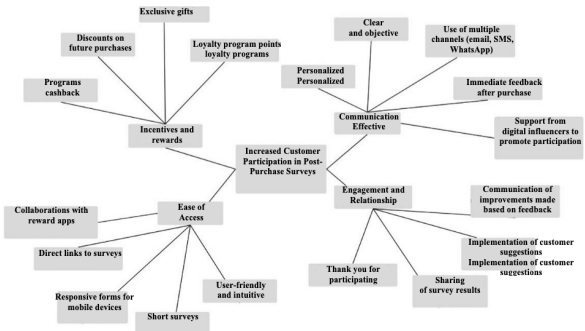 Exclusive gifts
Discounts on
future purchases
Loyalty program points
loyalty programs
Programs
cashback
Incentives and
rewards
Clear
and objective
Use of multiple
channels (email, SMS,
WhatsApp)
Personalized
Personalized
Immediate feedback
after purchase
Communication
Effective
Support from
digital influencers to
promote participation
Increased Customer
Participation in Post-
Purchase Surveys
Ease of
Access
Collaborations with
reward apps
Direct links to surveys
Responsive forms for
mobile devices
Short surveys
User-friendly
and intuitive
Engagement and
Relationship
Communication of
improvements made
based on feedback
Implementation of customer
suggestions
Implementation of customer
suggestions
Thank you for
participating
Sharing
of survey results